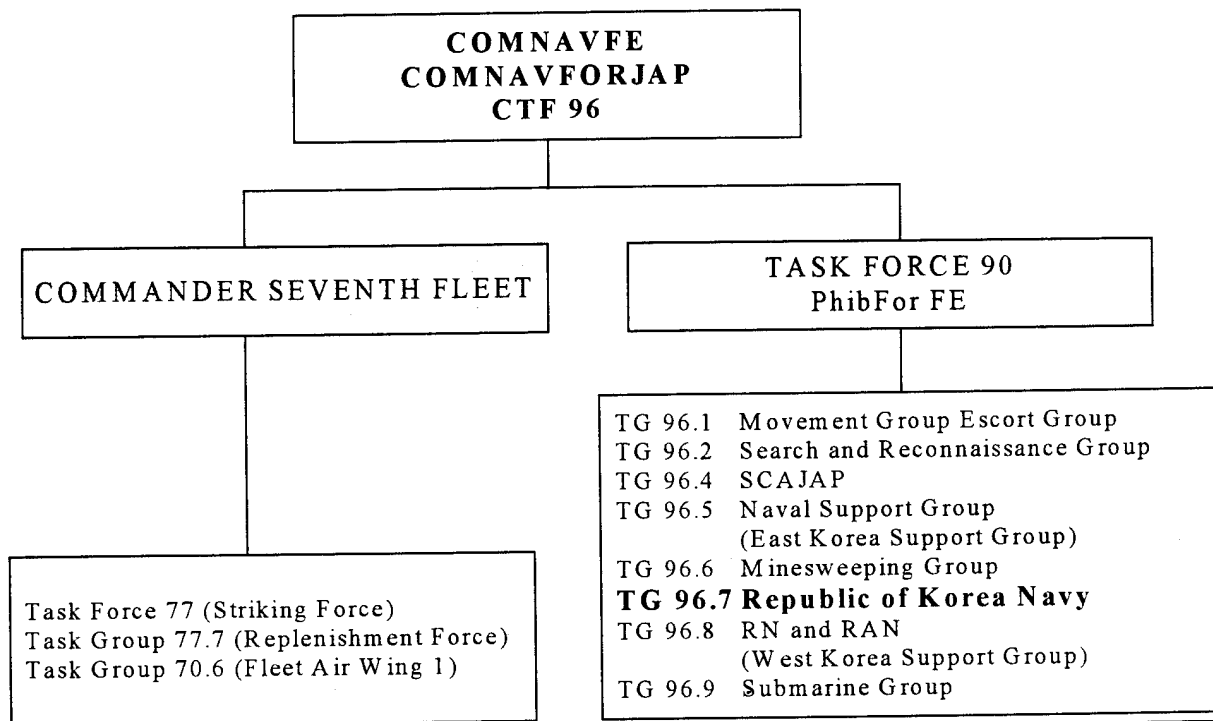 COMNAVFE
COMNAVFORJAP
CTF 96
COMMANDER SEVENTH FLEET
TASK FORCE 90
PhibFor FE
Task Force 77 (Striking Force)
Task Group 77.7 (Replenishment Force)
Task Group 70.6 (Fleet Air Wing 1)
TG 96.1 Movement Group Escort Group
TG 96.2 Search and Reconnaissance Group
TG 96.4 SCAJAP
TG 96.5 Naval Support Group
(East Korea Support Group)
TG 96.6 Minesweeping Group
TG 96.7 Republic of Korea Navy
TG 96.8 RN and RAN
(West Korea Support Group)
TG 96.9 Submarine Group